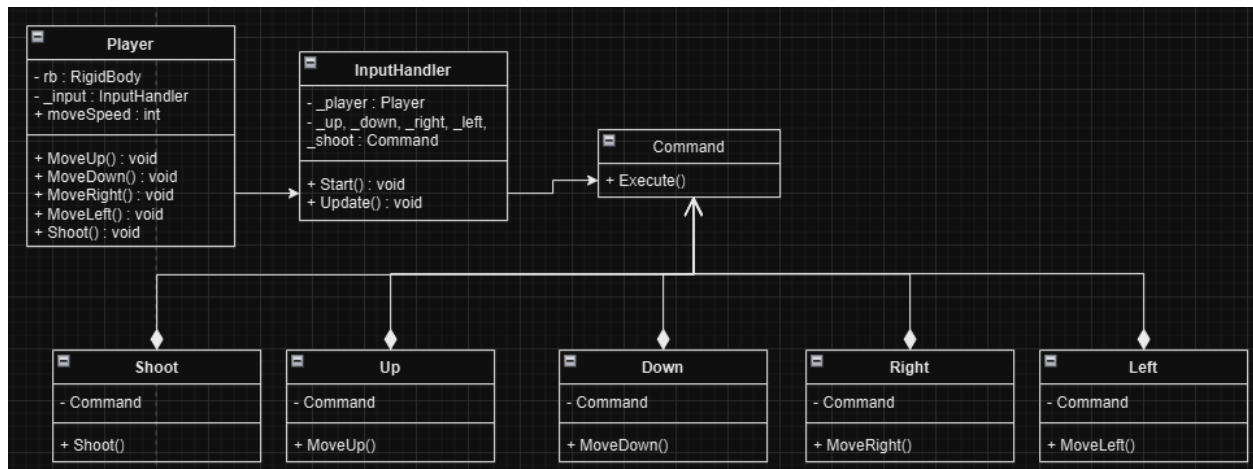 Player
- rb : RigidBody
- _input : InputHandler
+ moveSpeed : int
+ MoveUp() : void
+ MoveDown() : void
+ MoveRight() : void
+ MoveLeft() : void
+ Shoot() : void
InputHandler
- _player : Player
- _up, _down, _right, _left,
_shoot : Command
+ Start() : void
+ Update() : void
Command
+ Execute()
Shoot
- Command
+ Shoot()
Up
- Command
+ MoveUp()
Down
- Command
+ MoveDown()
Right
- Command
+ MoveRight()
Left
- Command
+ MoveLeft()